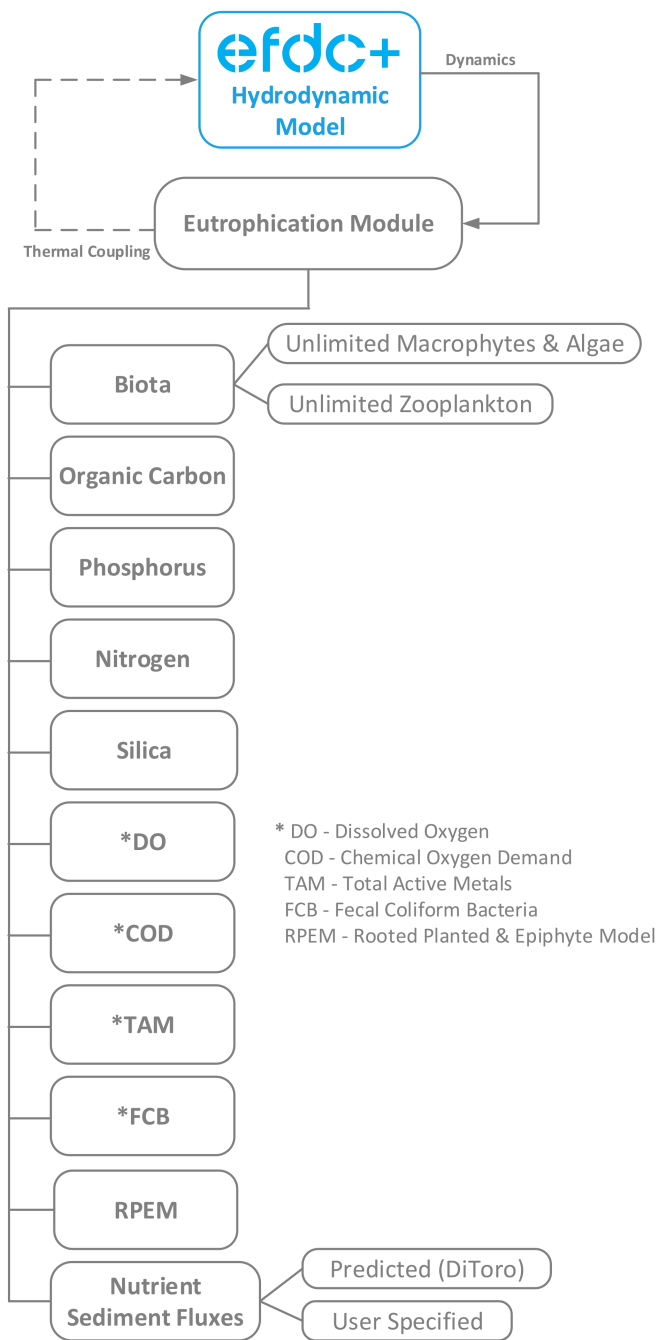 efdc+
Hydrodynamic
Model
Dynamics
Eutrophication Module
Thermal Coupling
Unlimited Macrophytes & Algae
Biota
Unlimited Zooplankton
Organic Carbon
Phosphorus
Nitrogen
Silica
*DO
* DO - Dissolved Oxygen
COD - Chemical Oxygen Demand
TAM - Total Active Metals
FCB - Fecal Coliform Bacteria
RPEM - Rooted Planted & Epiphyte Model
*COD
*TAM
*FCB
RPEM
Nutrient
Sediment Fluxes
Predicted (DiToro)
User Specified